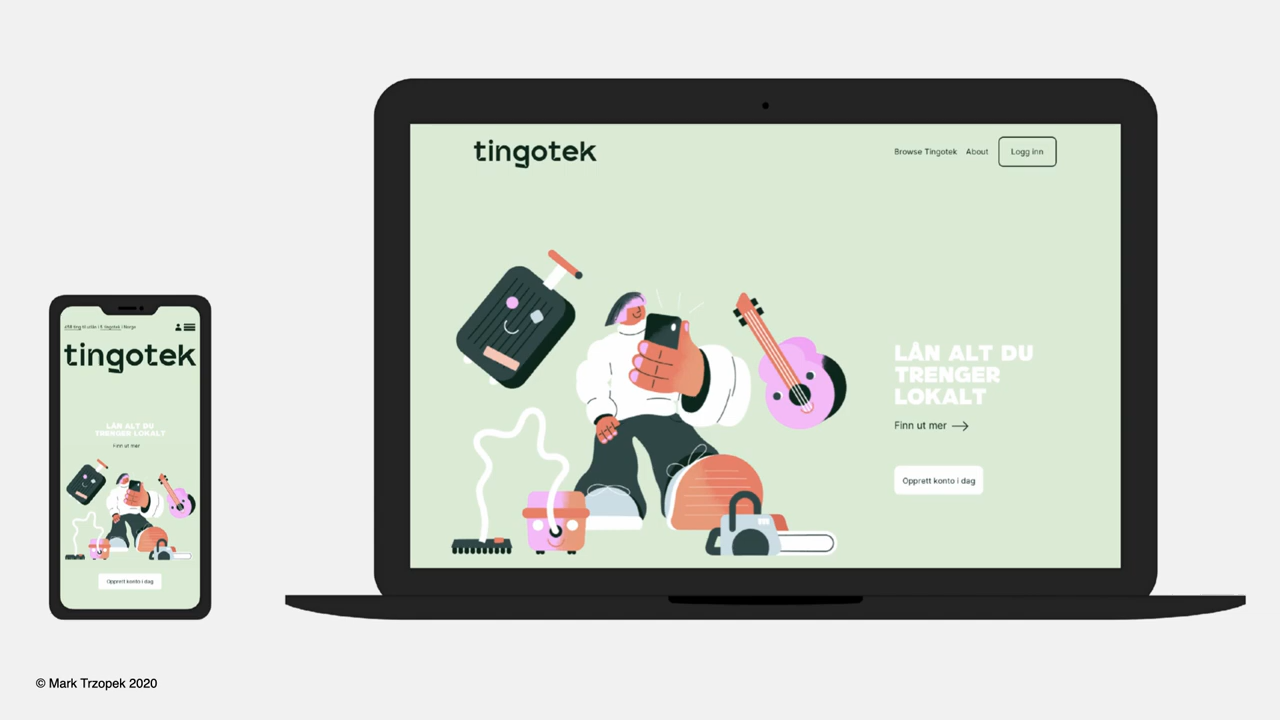 tingotek
Browse Tingotek About Logg inn
LÅN ALT DU
TRENGER
LOKALT
Finn ut mer
Opprett konto i dag
tingotek
LÅN ALT DU
TRENGER LOKALT
Finn ut mer
Opprett konto i dag
© Mark Trzopek 2020